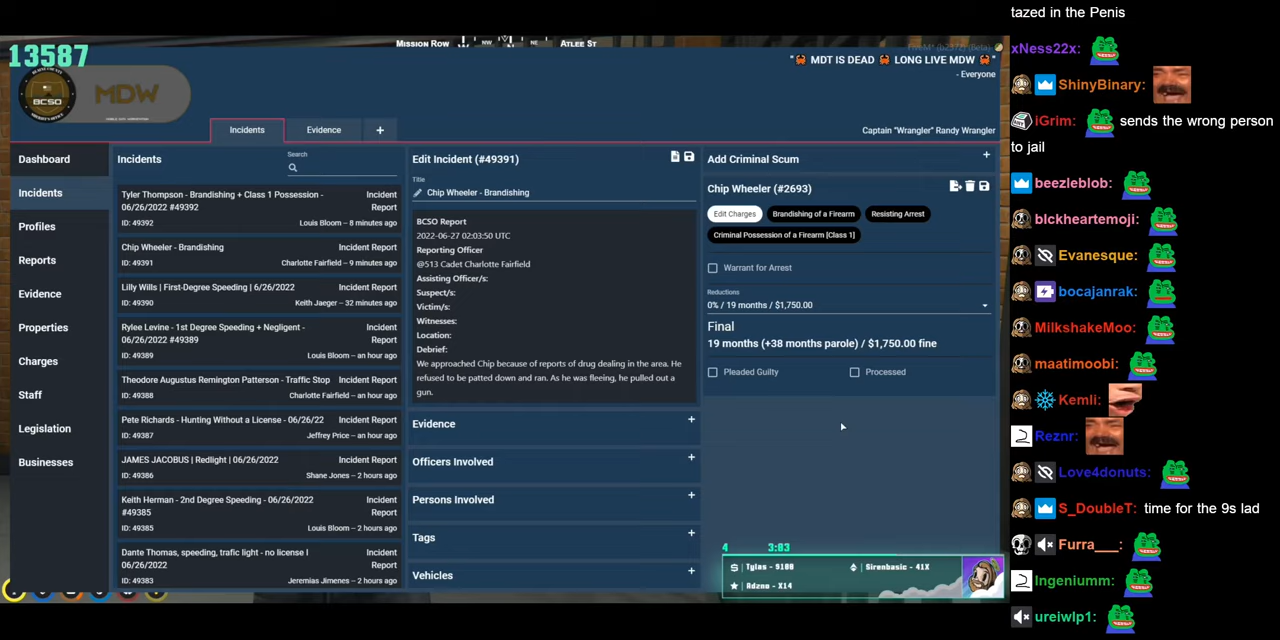 MISSION ROW
NW
NE
ATLEE ST
13587
BCSO
MDW
" 🦀 MDT IS DEAD 🦀 LONG LIVE MDW 🦀 "
- Everyone
Incidents
Evidence
+
Captain "Wrangler" Randy Wrangler
Dashboard
Incidents
Profiles
Reports
Evidence
Properties
Charges
Staff
Legislation
Businesses
Incidents
Search
Tyler Thompson - Brandishing + Class 1 Possession - Incident
06/26/2022 #49392 Report
ID: 49392 Louis Bloom -- 8 minutes ago
Chip Wheeler - Brandishing Incident Report
ID: 49391 Charlotte Fairfield -- 9 minutes ago
Lilly Wills | First-Degree Speeding | 6/26/2022 Incident Report
ID: 49390 Keith Jaeger -- 32 minutes ago
Rylee Levine - 1st Degree Speeding + Negligent - Incident
06/26/2022 #49389 Report
ID: 49389 Louis Bloom -- an hour ago
Theodore Augustus Remington Patterson - Traffic Stop Incident Report
ID: 49388 Charlotte Fairfield -- an hour ago
Pete Richards - Hunting Without a License - 06/26/22 Incident Report
ID: 49387 Jeffrey Price -- an hour ago
JAMES JACOBUS | Redlight | 06/26/2022 Incident Report
ID: 49386 Shane Jones -- 2 hours ago
Keith Herman - 2nd Degree Speeding - 06/26/2022 Incident
#49385 Report
ID: 49385 Louis Bloom -- 2 hours ago
Dante Thomas, speeding, trafic light - no license I Incident
06/26/2022 Report
ID: 49383 Jeremias Jimenes -- 2 hours ago
Edit Incident (#49391)
Title
Chip Wheeler - Brandishing
BCSO Report
2022-06-27 02:03:50 UTC
Reporting Officer
@513 Cadet Charlotte Fairfield
Assisting Officer/s:
Suspect/s:
Victim/s:
Witnesses:
Location:
Debrief:
We approached Chip because of reports of drug dealing in the area. He
refused to be patted down and ran. As he was fleeing, he pulled out a
gun.
Evidence +
Officers Involved +
Persons Involved +
Tags +
Vehicles +
Add Criminal Scum +
Chip Wheeler (#2693)
Edit Charges Brandishing of a Firearm Resisting Arrest
Criminal Possession of a Firearm [Class 1]
Warrant for Arrest
Reductions
0% / 19 months / $1,750.00
Final
19 months (+38 months parole) / $1,750.00 fine
Pleaded Guilty Processed
4 3:03
Tylas - 5100 Sirenbasic - 41X
Adzno - X14
tazed in the Penis
xNess22x:
ShinyBinary:
iGrim: sends the wrong person
to jail
beezleblob:
blckheartemoji:
Evanesque:
bocajanrak:
MilkshakeMoo:
maatimoobi:
Kemli:
Reznr:
Love4donuts:
S_DoubleT: time for the 9s lad
Furra___:
Ingeniumm:
ureiwlp1: